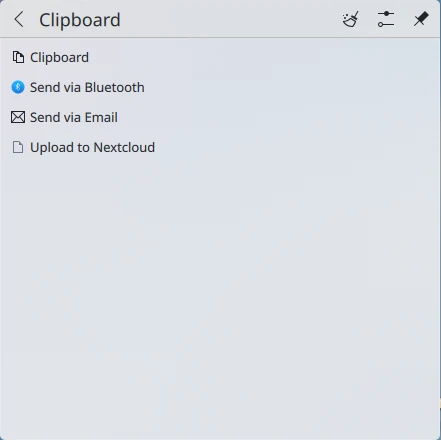 Clipboard
Clipboard
Send via Bluetooth
Send via Email
Upload to Nextcloud